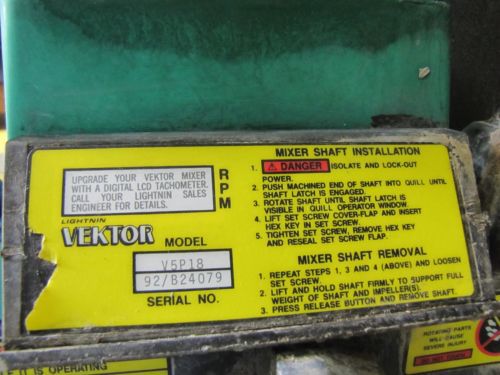 UPGRADE YOUR VEKTOR MIXER
WITH A DIGITAL LCD TACHOMETER.
CALL YOUR LIGHTNIN SALES
ENGINEER FOR DETAILS.
R
P
M
LIGHTNIN
VEKTOR
MODEL
V5P18
92/B24079
SERIAL NO.
MIXER SHAFT INSTALLATION
1. DANGER ISOLATE AND LOCK-OUT
POWER.
2. PUSH MACHINED END OF SHAFT INTO QUILL UNTIL
SHAFT LATCH IS ENGAGED.
3. ROTATE SHAFT UNTIL SHAFT LATCH IS
VISIBLE IN QUILL OPERATOR WINDOW.
4. LIFT SET SCREW COVER-FLAP AND INSERT
HEX KEY IN SET SCREW.
5. TIGHTEN SET SCREW, REMOVE HEX KEY
AND RESEAL SET SCREW FLAP.
MIXER SHAFT REMOVAL
1. REPEAT STEPS 1, 3 AND 4 (ABOVE) AND LOOSEN
SET SCREW.
2. LIFT AND HOLD SHAFT FIRMLY TO SUPPORT FULL
WEIGHT OF SHAFT AND IMPELLER(S).
3. PRESS RELEASE BUTTON AND REMOVE SHAFT.
IF IT IS OPERATING
ROTATING PARTS
WILL CAUSE
SEVERE INJURY
DO NOT TOUCH